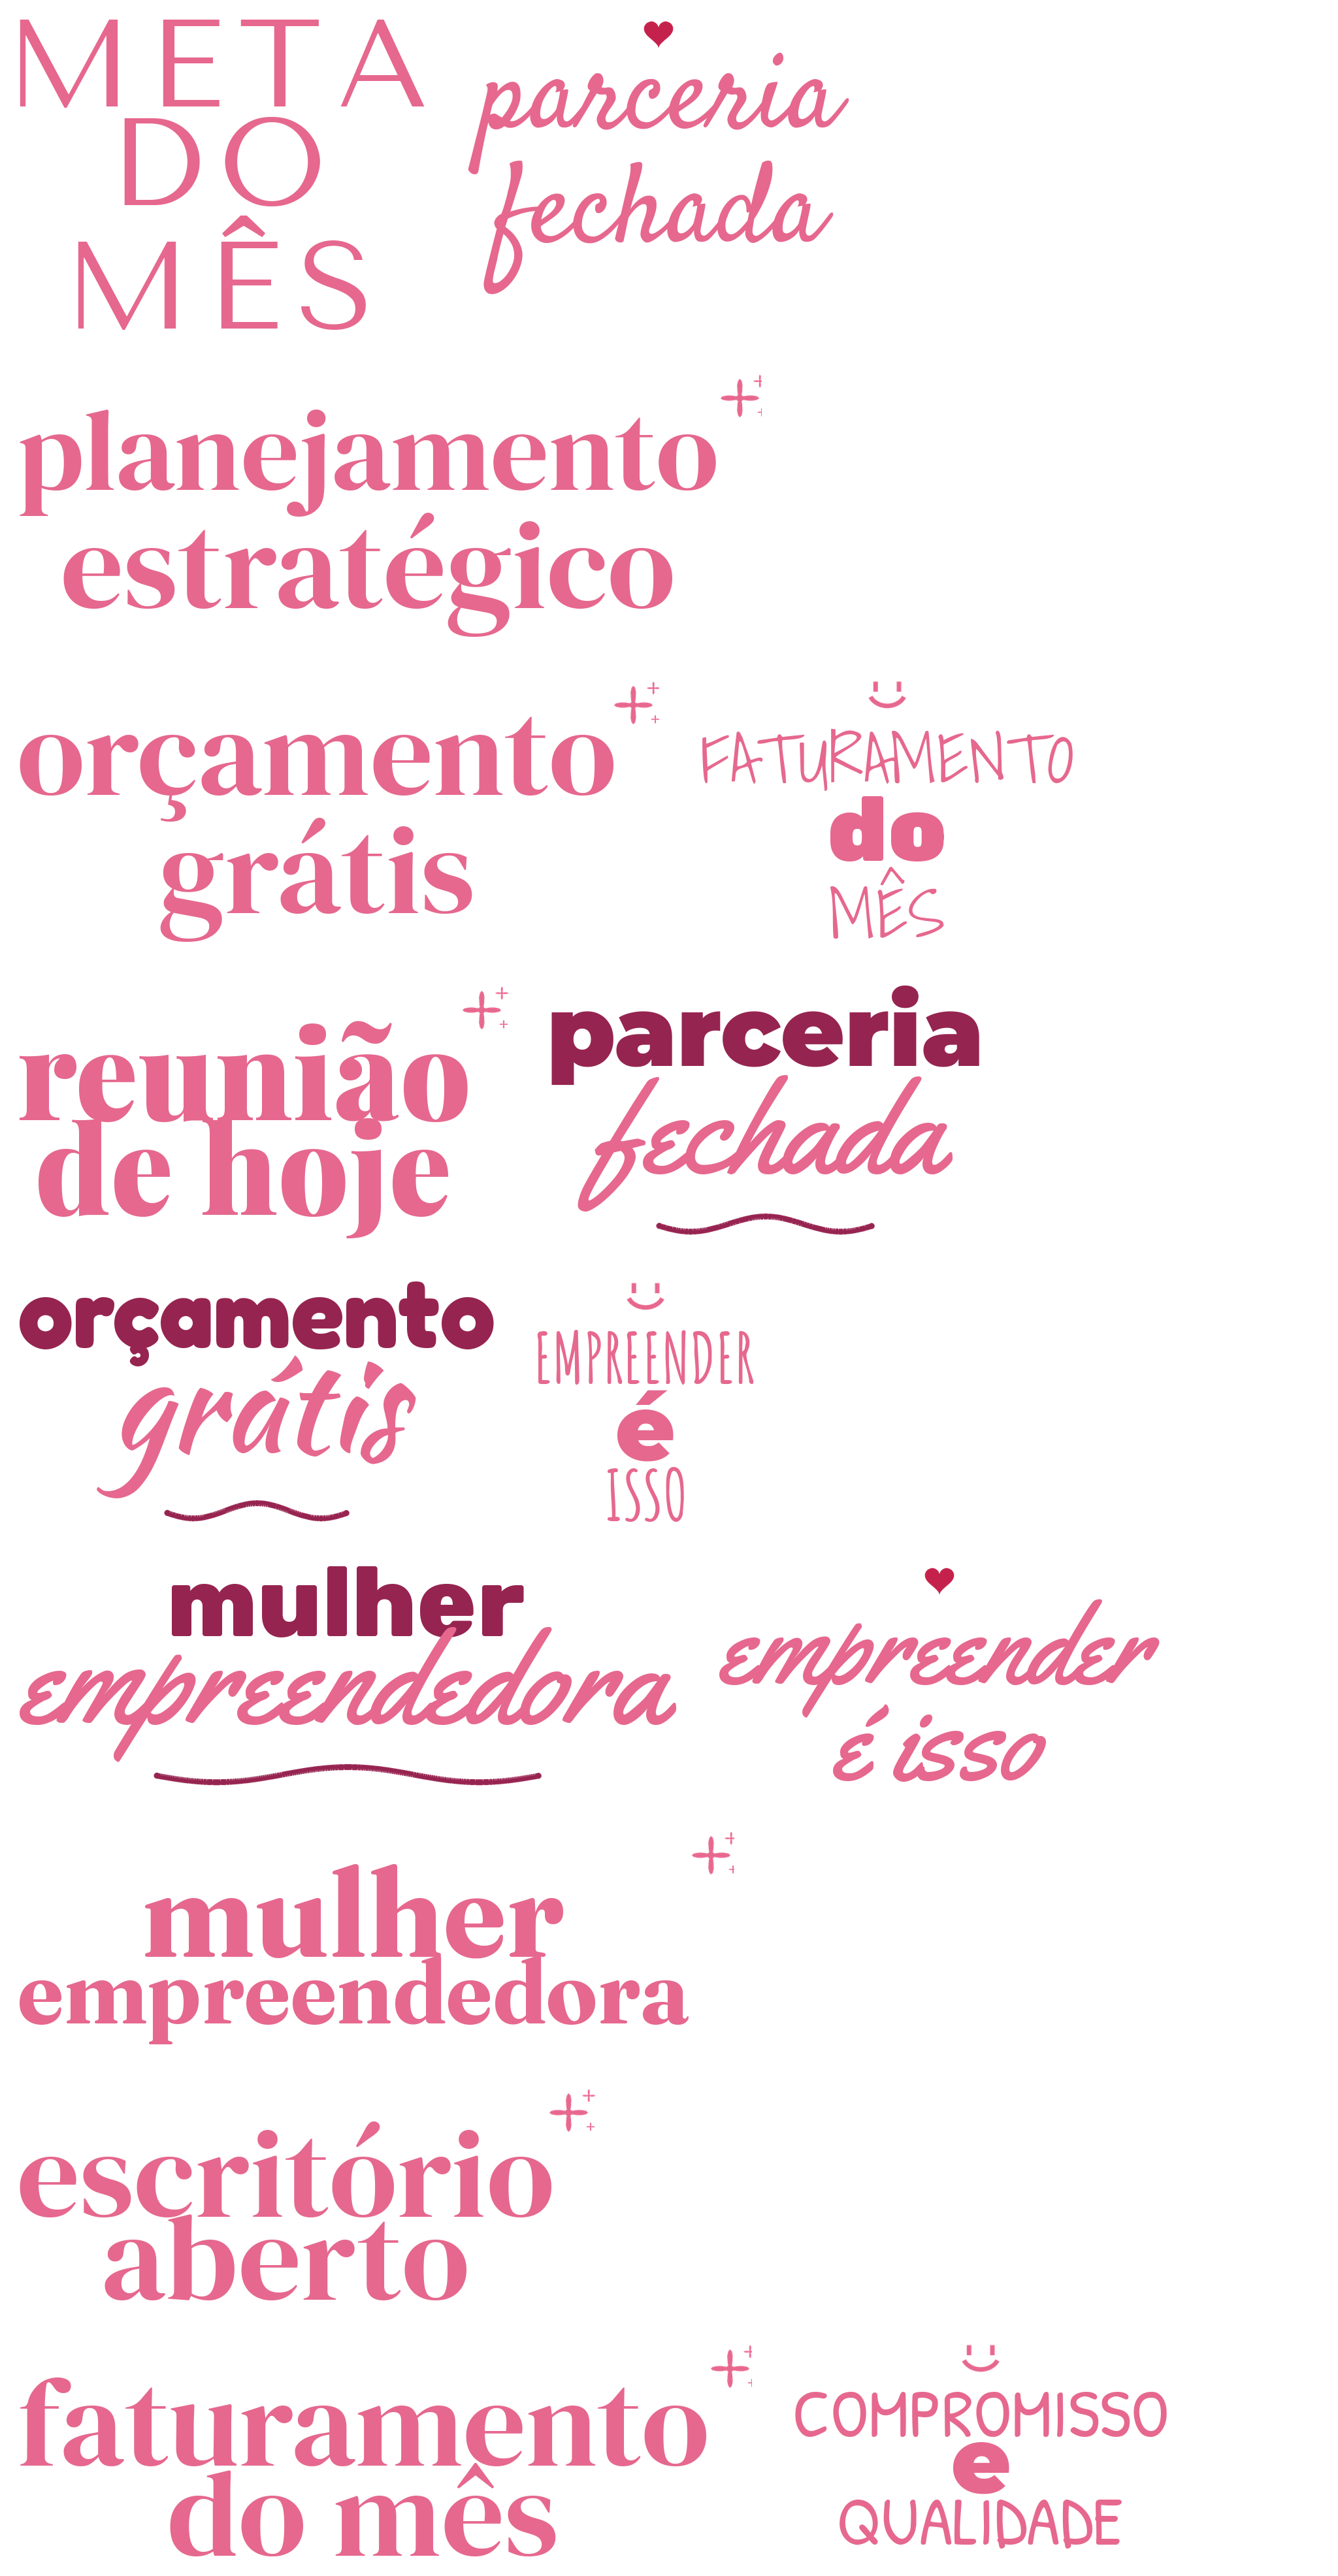 META
DO
MÊS
parceria
fechada
planejamento
estratégico
orçamento
grátis
FATURAMENTO
do
MÊS
reunião
de hoje
parceria
fechada
orçamento
grátis
EMPREENDER
é
ISSO
mulher
empreendedora
empreender
é isso
mulher
empreendedora
escritório
aberto
faturamento
do mês
COMPROMISSO
e
QUALIDADE